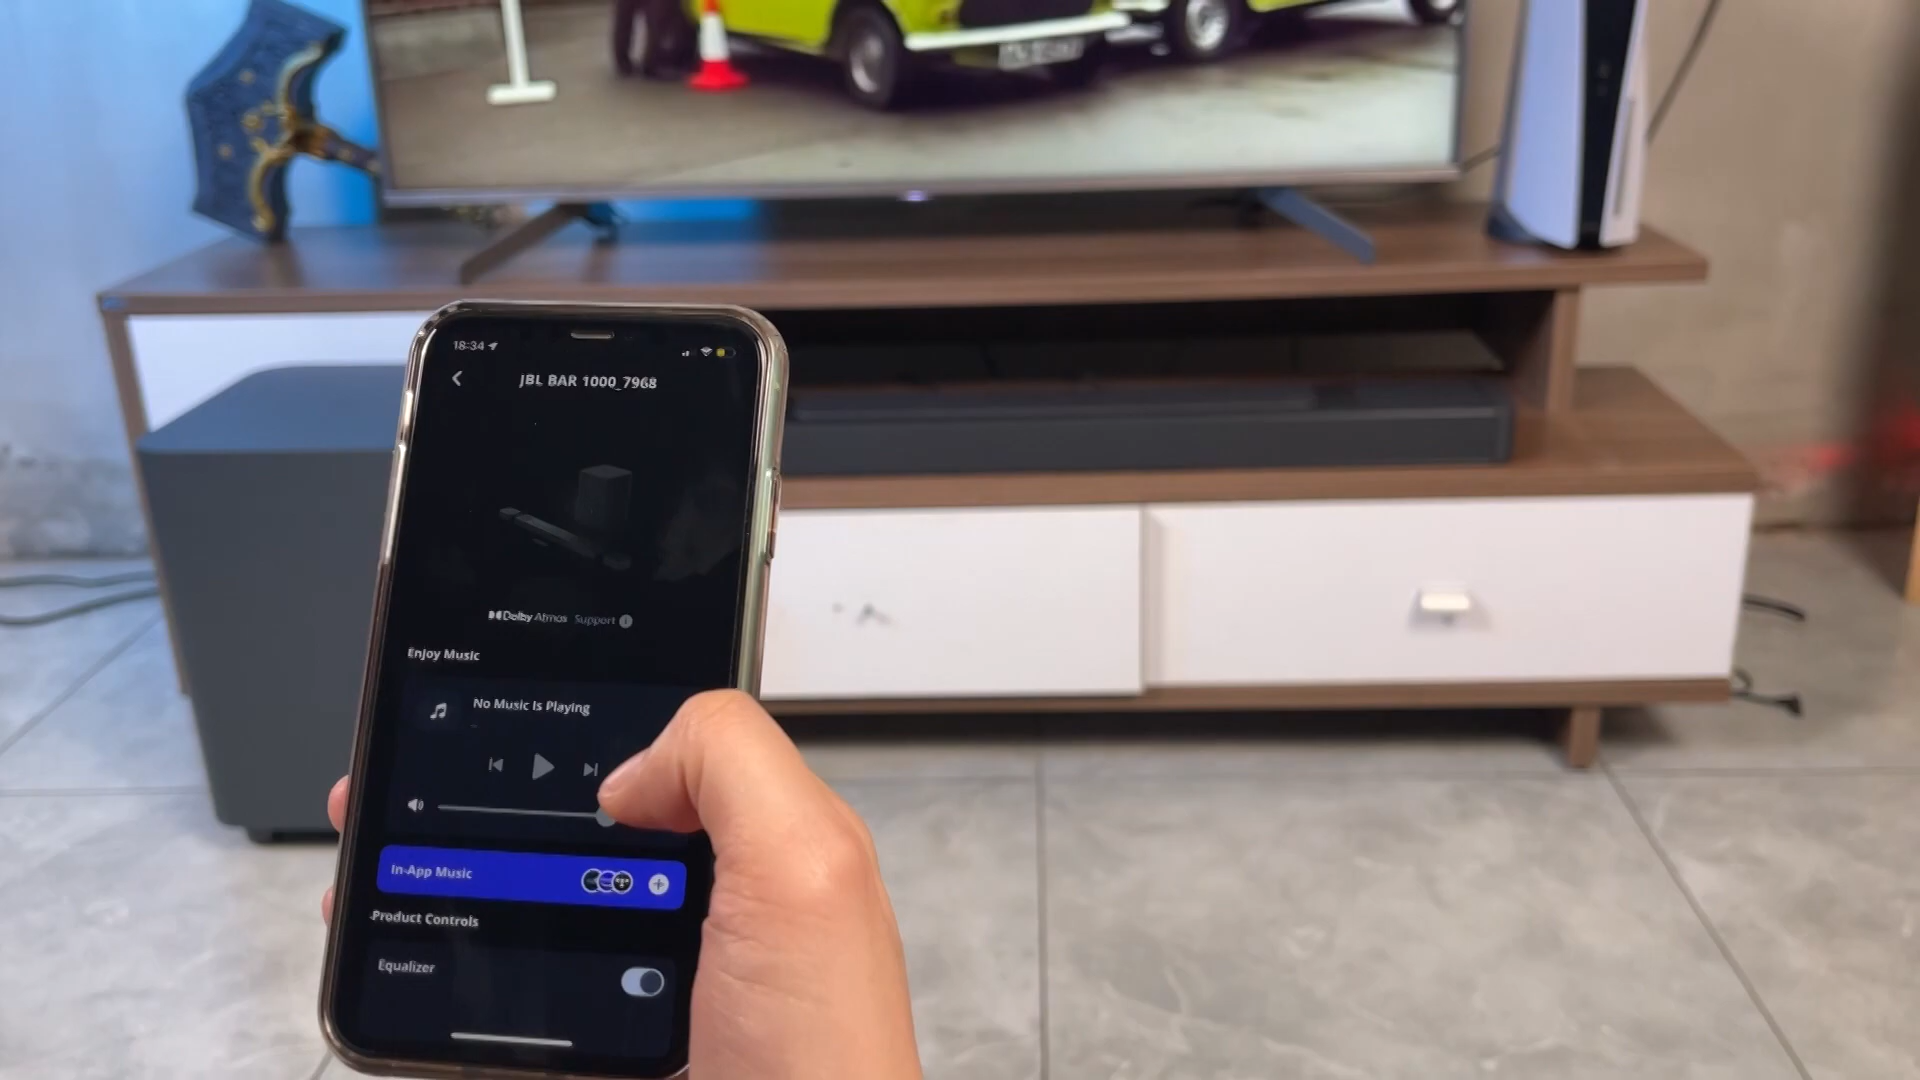 18:34
JBL BAR 1000_7968
Dolby Atmos Support
Enjoy Music
No Music Is Playing
In-App Music
Product Controls
Equalizer